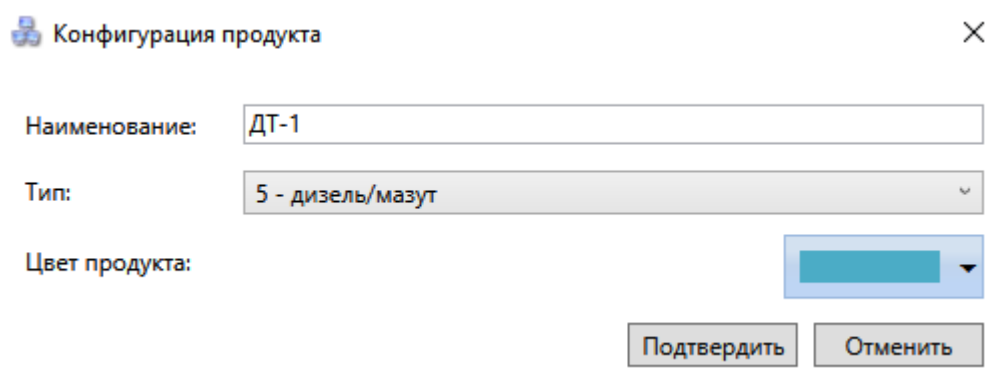 Конфигурация продукта
Наименование: ДТ-1
Тип: 5 - дизель/мазут
Цвет продукта:
Подтвердить Отменить